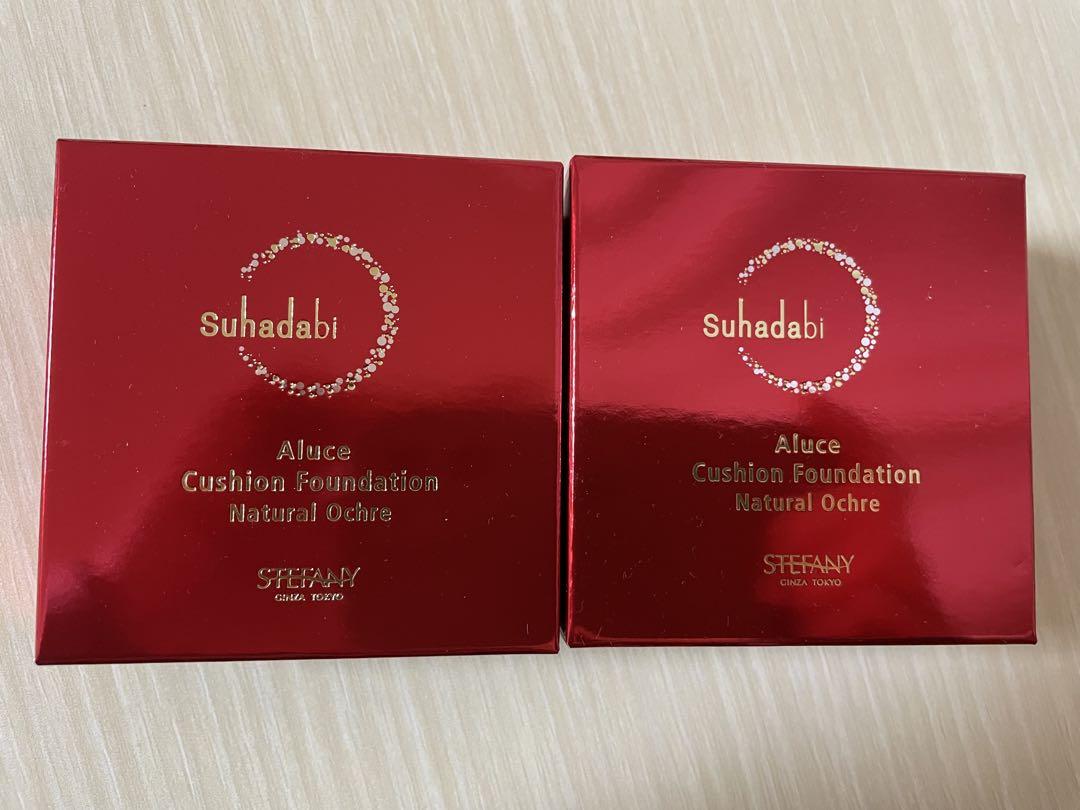 Suhadabi
Aluce
Cushion Foundation
Natural Ochre
STEFANY
GINZA TOKYO
Suhadabi
Aluce
Cushion Foundation
Natural Ochre
STEFANY
GINZA TOKYO